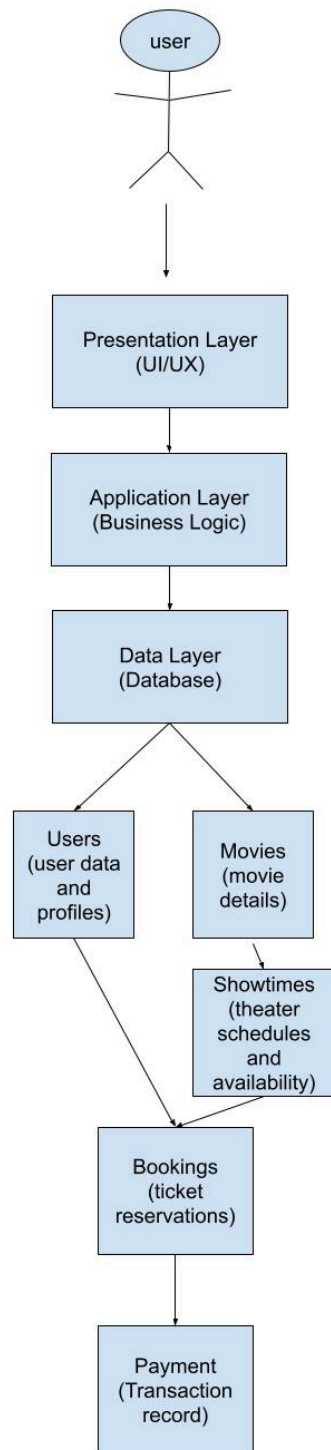 user
Presentation Layer
(UI/UX)
Application Layer
(Business Logic)
Data Layer
(Database)
Users
(user data
and
profiles)
Movies
(movie
details)
Showtimes
(theater
schedules
and
availability)
Bookings
(ticket
reservations)
Payment
(Transaction
record)